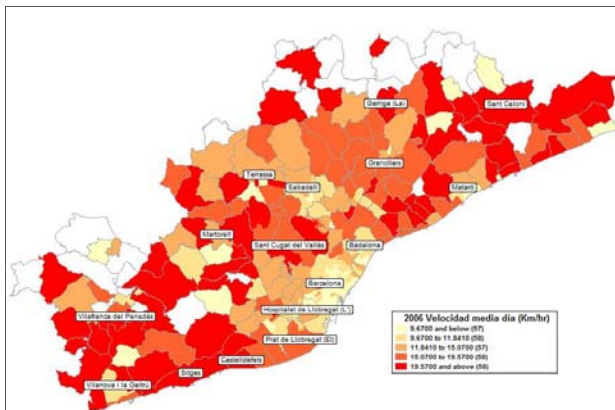 Garriga (La)
Sant Celoni
Granollers
Terrassa
Sabadell
Mataró
Martorell
Sant Cugat del Vallès
Badalona
Barcelona
Vilafranca del Penedès
Hospitalet de Llobregat (L')
Prat de Llobregat (El)
Castelldefels
Sitges
Vilanova i la Geltrú
2006 Velocidad media día (Km/hr)
9.6700 and below (57)
9.6700 to 11.8410 (58)
11.8410 to 15.0700 (57)
15.0700 to 19.5700 (58)
19.5700 and above (58)